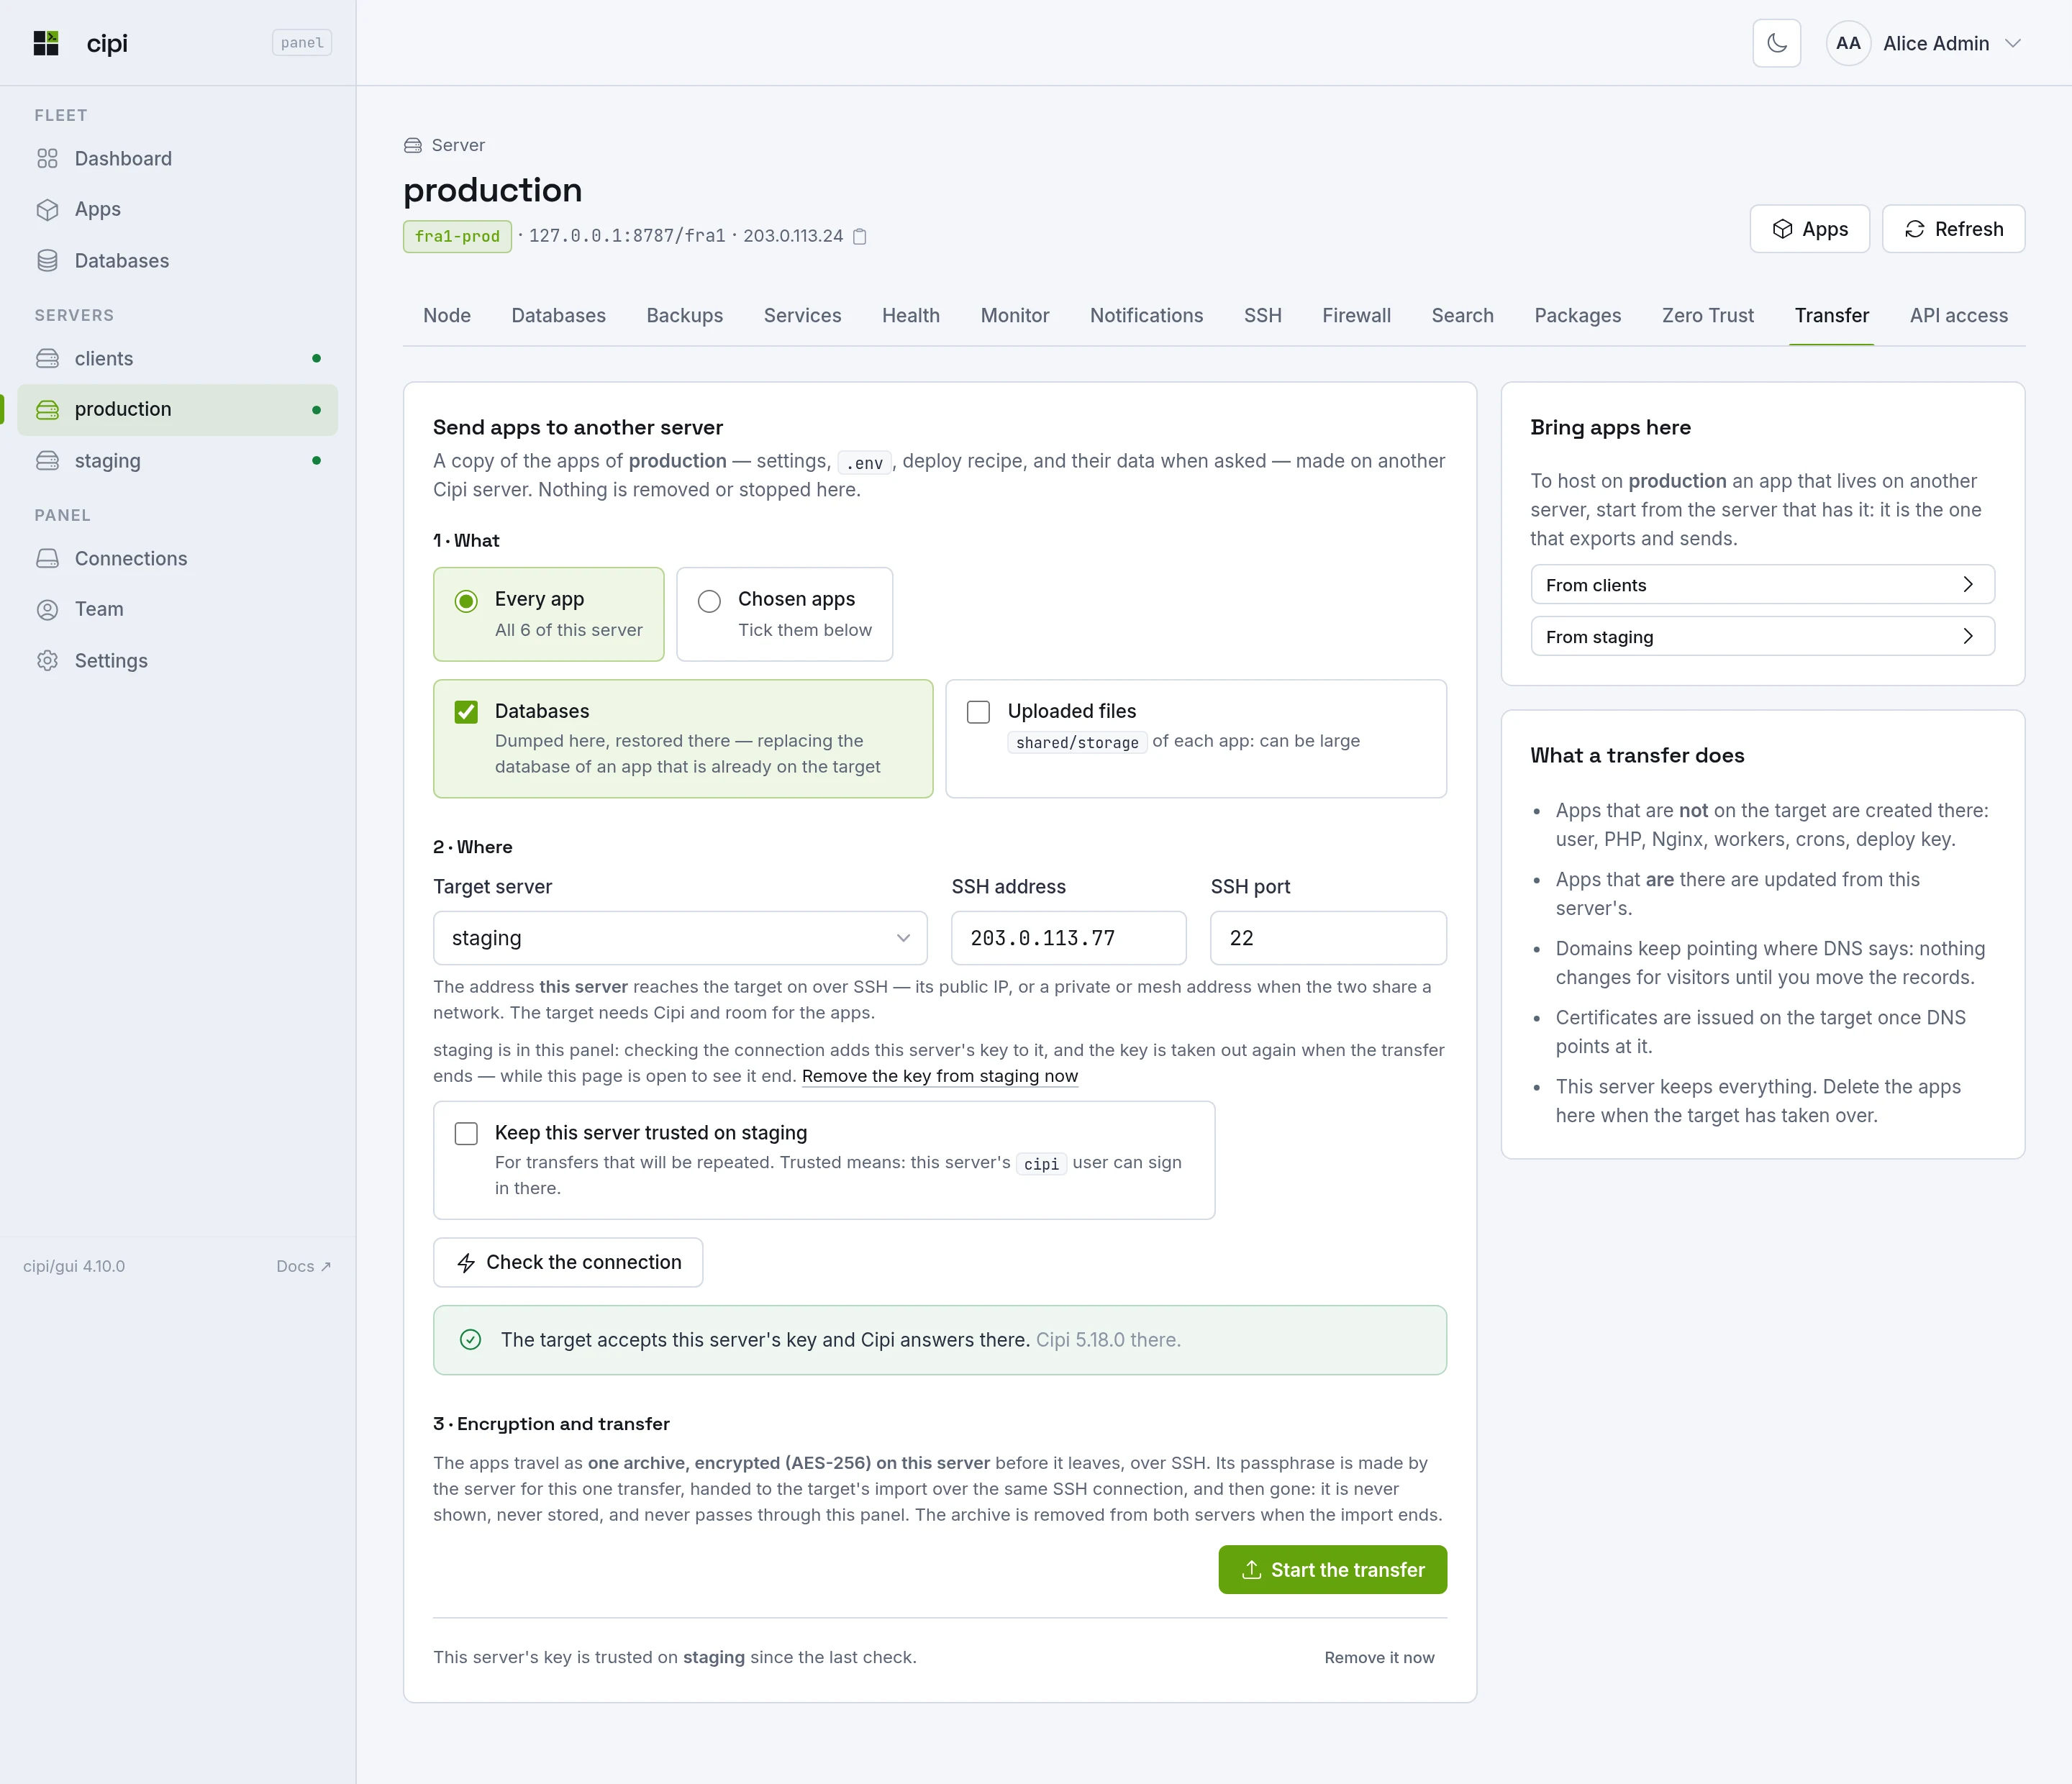 cipi
panel
AA
Alice Admin
FLEET
Dashboard
Apps
Databases
SERVERS
clients
production
staging
PANEL
Connections
Team
Settings
cipi/gui 4.10.0
Docs ↗
Server
production
fra1-prod · 127.0.0.1:8787/fra1 · 203.0.113.24
Apps
Refresh
Node
Databases
Backups
Services
Health
Monitor
Notifications
SSH
Firewall
Search
Packages
Zero Trust
Transfer
API access
Send apps to another server
A copy of the apps of production — settings, .env, deploy recipe, and their data when asked — made on another
Cipi server. Nothing is removed or stopped here.
1 · What
Every app
All 6 of this server
Chosen apps
Tick them below
Databases
Dumped here, restored there — replacing the
database of an app that is already on the target
Uploaded files
shared/storage of each app: can be large
2 · Where
Target server
SSH address
SSH port
staging
203.0.113.77
22
The address this server reaches the target on over SSH — its public IP, or a private or mesh address when the two share a
network. The target needs Cipi and room for the apps.
staging is in this panel: checking the connection adds this server's key to it, and the key is taken out again when the transfer
ends — while this page is open to see it end. Remove the key from staging now
Keep this server trusted on staging
For transfers that will be repeated. Trusted means: this server's cipi user can sign
in there.
Check the connection
The target accepts this server's key and Cipi answers there. Cipi 5.18.0 there.
3 · Encryption and transfer
The apps travel as one archive, encrypted (AES-256) on this server before it leaves, over SSH. Its passphrase is made by
the server for this one transfer, handed to the target's import over the same SSH connection, and then gone: it is never
shown, never stored, and never passes through this panel. The archive is removed from both servers when the import ends.
Start the transfer
This server's key is trusted on staging since the last check.
Remove it now
Bring apps here
To host on production an app that lives on another
server, start from the server that has it: it is the one
that exports and sends.
From clients
From staging
What a transfer does
• Apps that are not on the target are created there:
user, PHP, Nginx, workers, crons, deploy key.
• Apps that are there are updated from this
server's.
• Domains keep pointing where DNS says: nothing
changes for visitors until you move the records.
• Certificates are issued on the target once DNS
points at it.
• This server keeps everything. Delete the apps
here when the target has taken over.